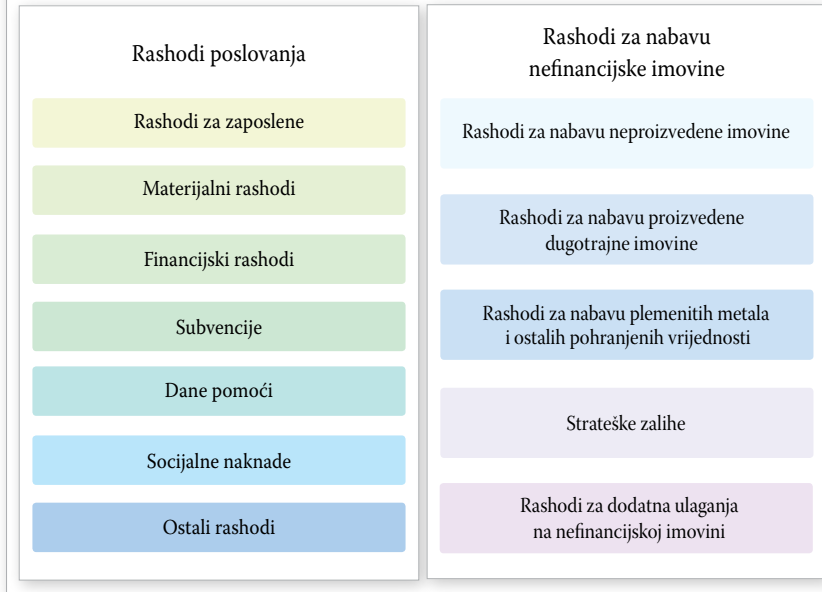 Rashodi poslovanja
Rashodi za zaposlene
Materijalni rashodi
Financijski rashodi
Subvencije
Dane pomoći
Socijalne naknade
Ostali rashodi
Rashodi za nabavu
nefinancijske imovine
Rashodi za nabavu neproizvedene imovine
Rashodi za nabavu proizvedene
dugotrajne imovine
Rashodi za nabavu plemenitih metala
i ostalih pohranjenih vrijednosti
Strateške zalihe
Rashodi za dodatna ulaganja
na nefinancijskoj imovini